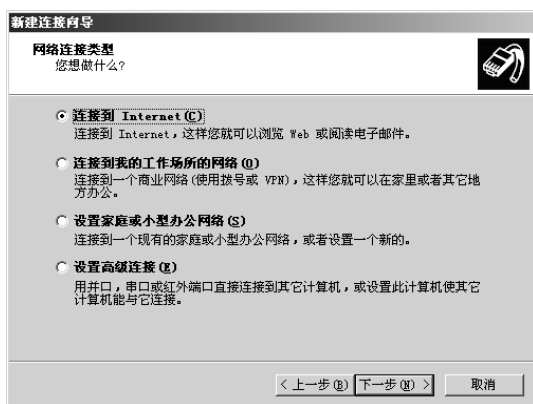 新建连接向导
网络连接类型
您想做什么?
连接到 Internet(C)
连接到 Internet,这样您就可以浏览 Web 或阅读电子邮件。
连接到我的工作场所的网络(O)
连接到一个商业网络(使用拨号或 VPN),这样您就可以在家里或者其它地
方办公。
设置家庭或小型办公网络(S)
连接到一个现有的家庭或小型办公网络,或者设置一个新的。
设置高级连接(E)
用并口,串口或红外端口直接连接到其它计算机,或设置此计算机使其它
计算机能与它连接。
< 上一步(B) 下一步(N) > 取消